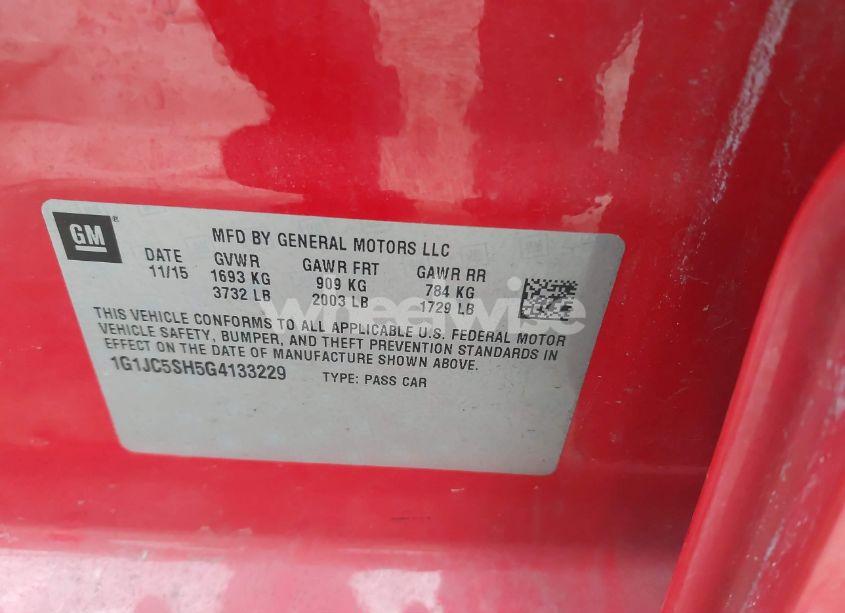 GM ®
MFD BY GENERAL MOTORS LLC
DATE GVWR GAWR FRT GAWR RR
11/15 1693 KG 909 KG 784 KG
3732 LB 2003 LB 1729 LB
THIS VEHICLE CONFORMS TO ALL APPLICABLE U.S. FEDERAL MOTOR
VEHICLE SAFETY, BUMPER, AND THEFT PREVENTION STANDARDS IN
EFFECT ON THE DATE OF MANUFACTURE SHOWN ABOVE.
1G1JC5SH5G4133229 TYPE: PASS CAR
wheelwise